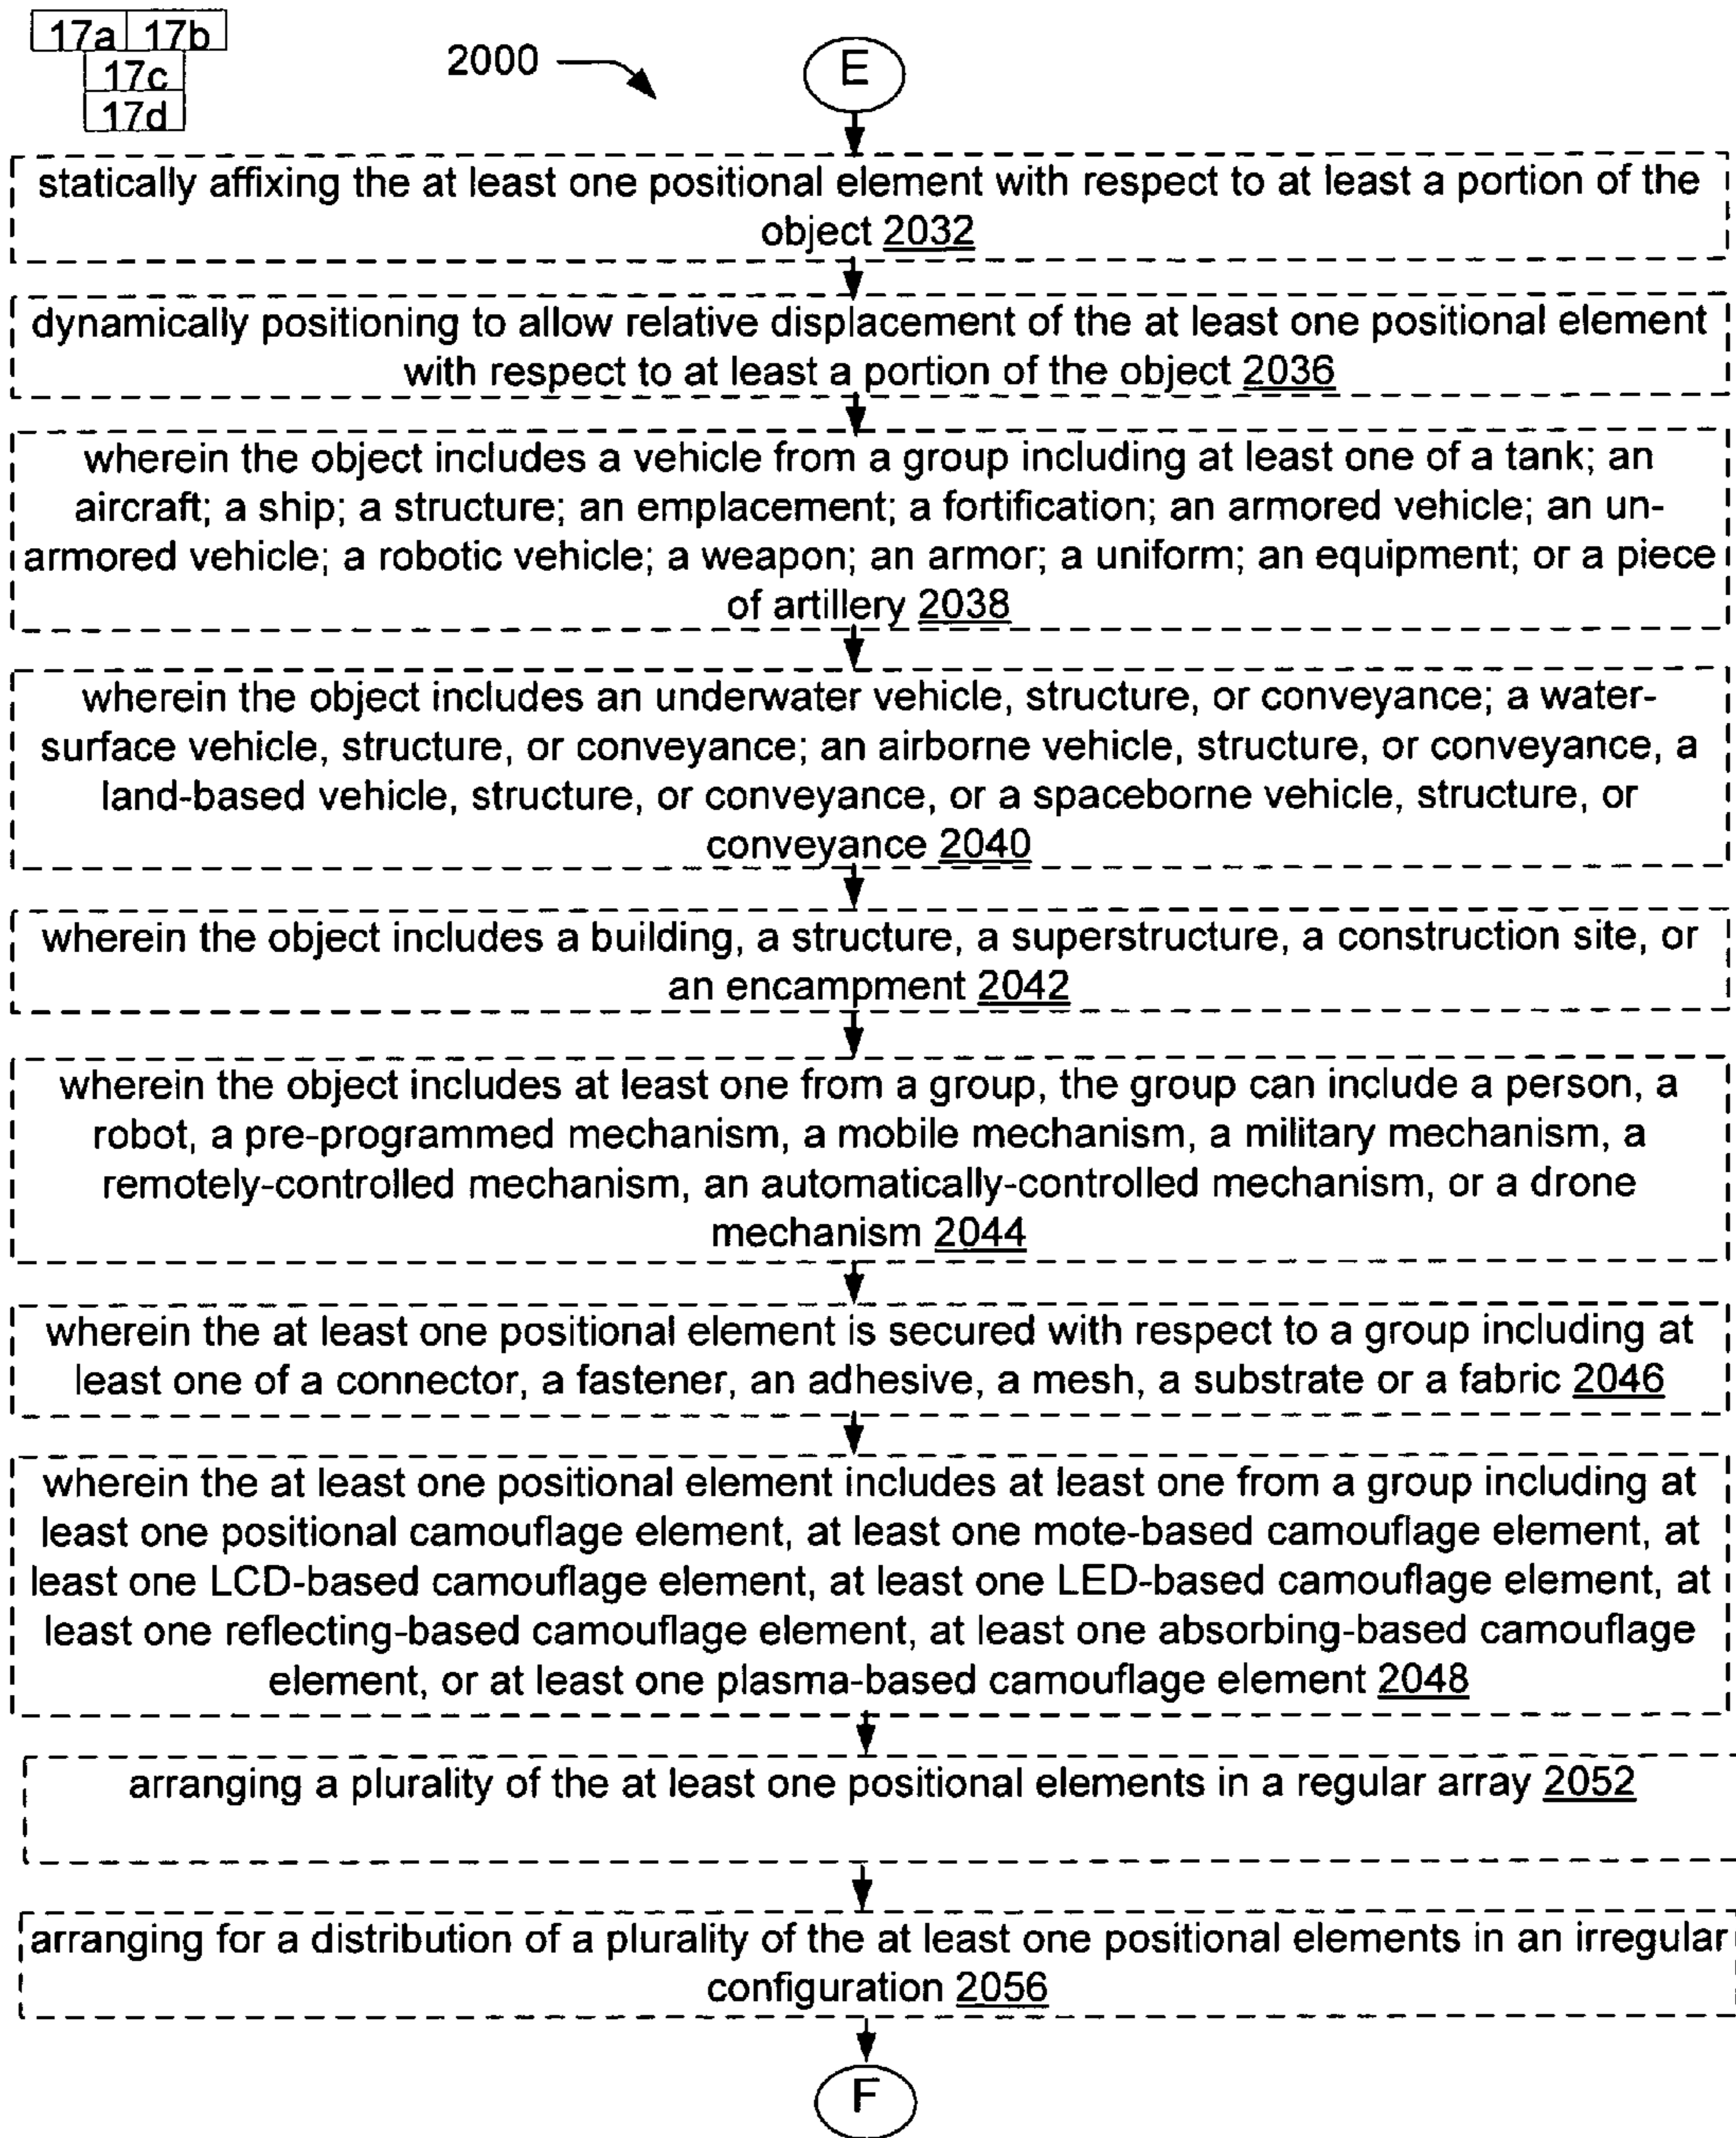 17a 17b
17c
17d
2000
E
statically affixing the at least one positional element with respect to at least a portion of the
object 2032
dynamically positioning to allow relative displacement of the at least one positional element
with respect to at least a portion of the object 2036
wherein the object includes a vehicle from a group including at least one of a tank; an
aircraft; a ship; a structure; an emplacement; a fortification; an armored vehicle; an un-
armored vehicle; a robotic vehicle; a weapon; an armor; a uniform; an equipment; or a piece
of artillery 2038
wherein the object includes an underwater vehicle, structure, or conveyance; a water-
surface vehicle, structure, or conveyance; an airborne vehicle, structure, or conveyance, a
land-based vehicle, structure, or conveyance, or a spaceborne vehicle, structure, or
conveyance 2040
wherein the object includes a building, a structure, a superstructure, a construction site, or
an encampment 2042
wherein the object includes at least one from a group, the group can include a person, a
robot, a pre-programmed mechanism, a mobile mechanism, a military mechanism, a
remotely-controlled mechanism, an automatically-controlled mechanism, or a drone
mechanism 2044
wherein the at least one positional element is secured with respect to a group including at
least one of a connector, a fastener, an adhesive, a mesh, a substrate or a fabric 2046
wherein the at least one positional element includes at least one from a group including at
least one positional camouflage element, at least one mote-based camouflage element, at
least one LCD-based camouflage element, at least one LED-based camouflage element, at
least one reflecting-based camouflage element, at least one absorbing-based camouflage
element, or at least one plasma-based camouflage element 2048
arranging a plurality of the at least one positional elements in a regular array 2052
arranging for a distribution of a plurality of the at least one positional elements in an irregular
configuration 2056
F